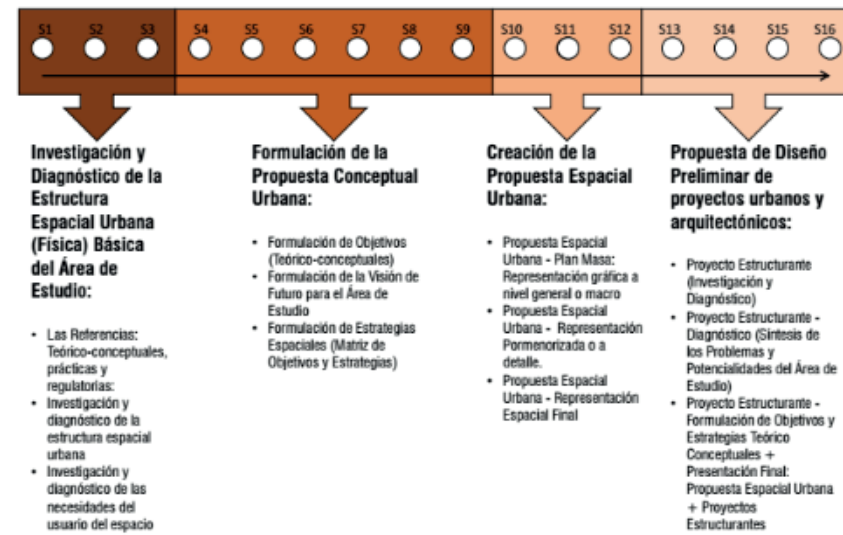 S1 S2 S3 S4 S5 S6 S7 S8 S9 S10 S11 S12 S13 S14 S15 S16
Investigación y
Diagnóstico de la
Estructura
Espacial Urbana
(Física) Básica
del Área de
Estudio:
• Las Referencias:
Teórico-conceptuales,
prácticas y
regulatorias:
• Investigación y
diagnóstico de la
estructura espacial
urbana
• Investigación y
diagnóstico de las
necesidades del
usuario del espacio
Formulación de la
Propuesta Conceptual
Urbana:
• Formulación de Objetivos
(Teórico-conceptuales)
• Formulación de la Visión de
Futuro para el Área de
Estudio
• Formulación de Estrategias
Espaciales (Matriz de
Objetivos y Estrategias)
Creación de la
Propuesta Espacial
Urbana:
• Propuesta Espacial
Urbana - Plan Masa:
Representación gráfica a
nivel general o macro
• Propuesta Espacial
Urbana - Representación
Pormenorizada o a
detalle.
• Propuesta Espacial
Urbana - Representación
Espacial Final
Propuesta de Diseño
Preliminar de
proyectos urbanos y
arquitectónicos:
• Proyecto Estructurante
(Investigación y
Diagnóstico)
• Proyecto Estructurante -
Diagnóstico (Síntesis de
los Problemas y
Potencialidades del Área de
Estudio)
• Proyecto Estructurante -
Formulación de Objetivos y
Estrategias Teórico
Conceptuales +
Presentación Final:
Propuesta Espacial Urbana
+ Proyectos
Estructurantes